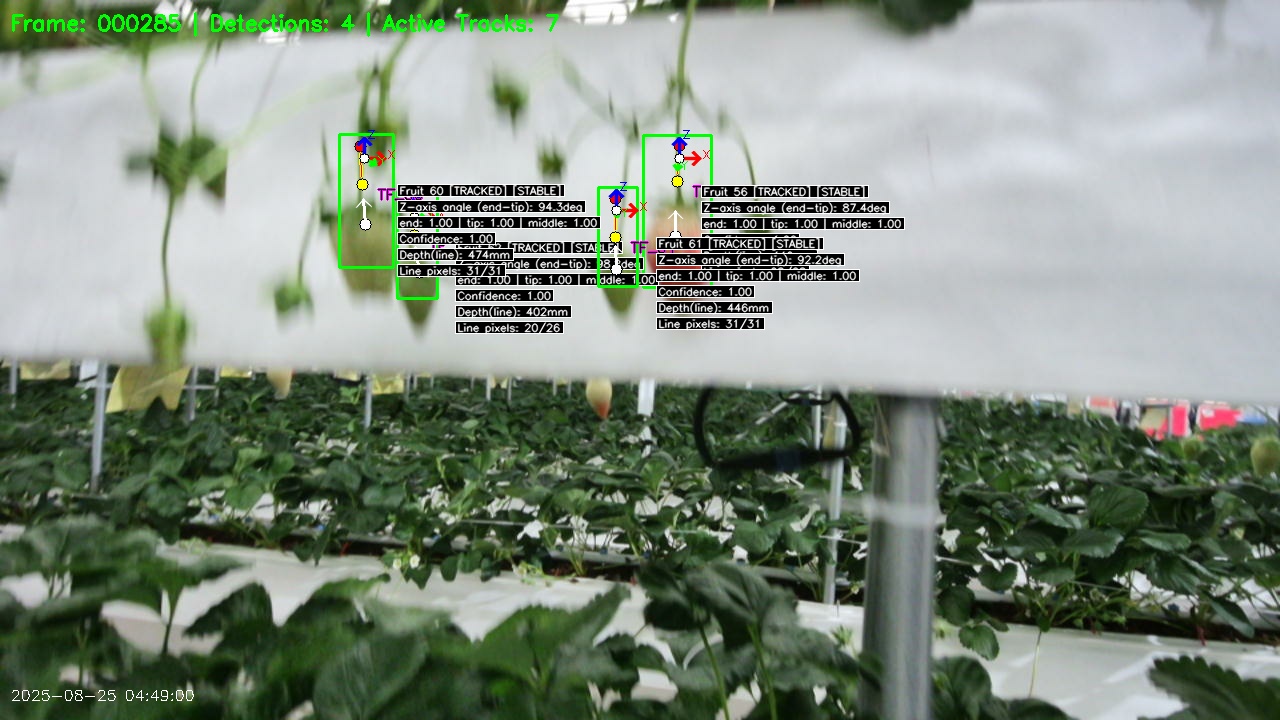 Frame: 000285 | Detections: 4 | Active Tracks: 7
Z
X
Z
X
Z
X
Fruit 60 [TRACKED] [STABLE]
Z-axis angle (end-tip): 94.3deg
end: 1.00 | tip: 1.00 | middle: 1.00
Confidence: 1.00
Depth(line): 474mm
Line pixels: 31/31
Fruit 56 [TRACKED] [STABLE]
Z-axis angle (end-tip): 87.4deg
end: 1.00 | tip: 1.00 | middle: 1.00
[TRACKED] [STABLE]
end: 1.00 | tip: 1.00 | middle: 1.00
Confidence: 1.00
Depth(line): 402mm
Line pixels: 20/26
Fruit 61 [TRACKED] [STABLE]
Z-axis angle (end-tip): 92.2deg
end: 1.00 | tip: 1.00 | middle: 1.00
Confidence: 1.00
Depth(line): 446mm
Line pixels: 31/31
2025-08-25 04:49:00